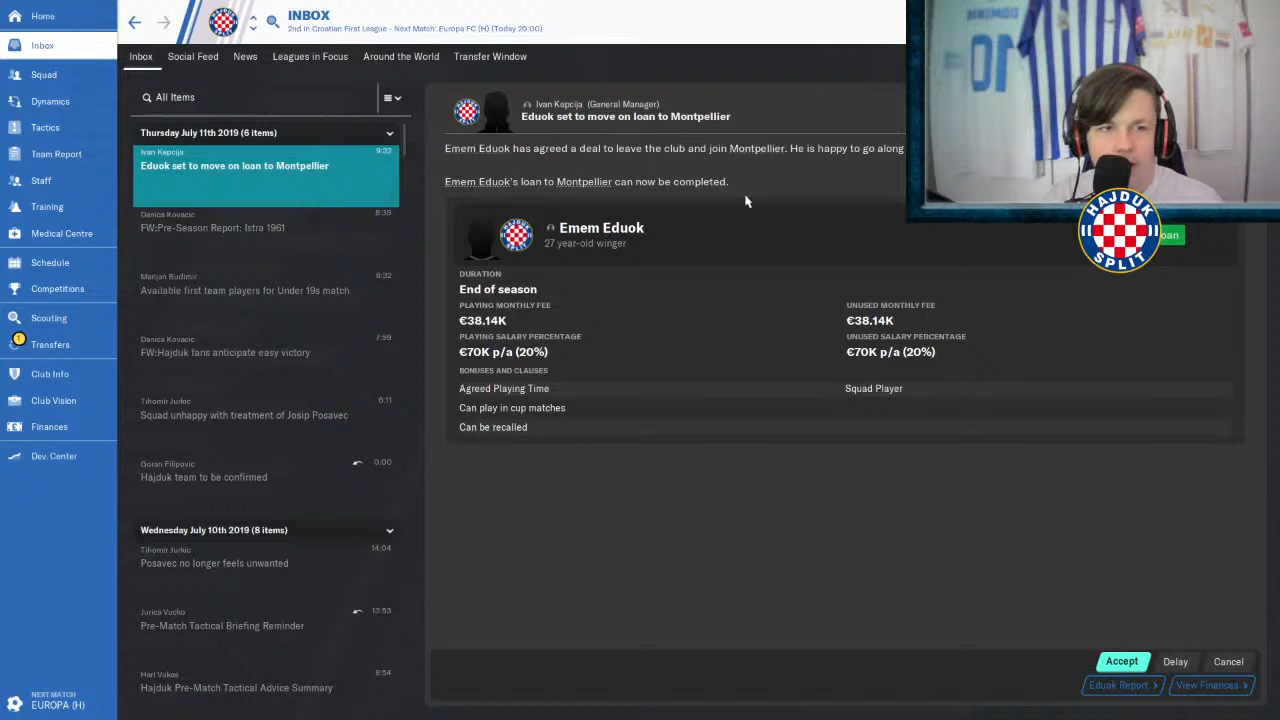 Home
Inbox
Squad
Dynamics
Tactics
Team Report
Staff
Training
Medical Centre
Schedule
Competitions
Scouting
1
Transfers
Club Info
Club Vision
Finances
Dev. Center
NEXT MATCH
EUROPA (H)
INBOX
2nd in Croatian First League - Next Match: Europa FC (H) (Today 20:00)
Inbox
Social Feed
News
Leagues in Focus
Around the World
Transfer Window
All Items
Thursday July 11th 2019 (6 items)
Ivan Kepcija 9:32
Eduok set to move on loan to Montpellier
Danica Kovacic 8:39
FW:Pre-Season Report: Istra 1961
Marijan Budimir 8:32
Available first team players for Under 19s match
Danica Kovacic 7:59
FW:Hajduk fans anticipate easy victory
Tihomir Jurkic 6:11
Squad unhappy with treatment of Josip Posavec
Goran Filipovic 0:00
Hajduk team to be confirmed
Wednesday July 10th 2019 (8 items)
Tihomir Jurkic 14:04
Posavec no longer feels unwanted
Jurica Vucko 13:53
Pre-Match Tactical Briefing Reminder
Hari Vukas 8:54
Hajduk Pre-Match Tactical Advice Summary
Ivan Kepcija (General Manager)
Eduok set to move on loan to Montpellier
Emem Eduok has agreed a deal to leave the club and join Montpellier. He is happy to go along
Emem Eduok's loan to Montpellier can now be completed.
Emem Eduok
27 year-old winger
oan
DURATION
End of season
PLAYING MONTHLY FEE UNUSED MONTHLY FEE
€38.14K €38.14K
PLAYING SALARY PERCENTAGE UNUSED SALARY PERCENTAGE
€70K p/a (20%) €70K p/a (20%)
BONUSES AND CLAUSES
Agreed Playing Time Squad Player
Can play in cup matches
Can be recalled
Accept Delay Cancel
Eduok Report View Finances
10
HAJDUK
SPLIT